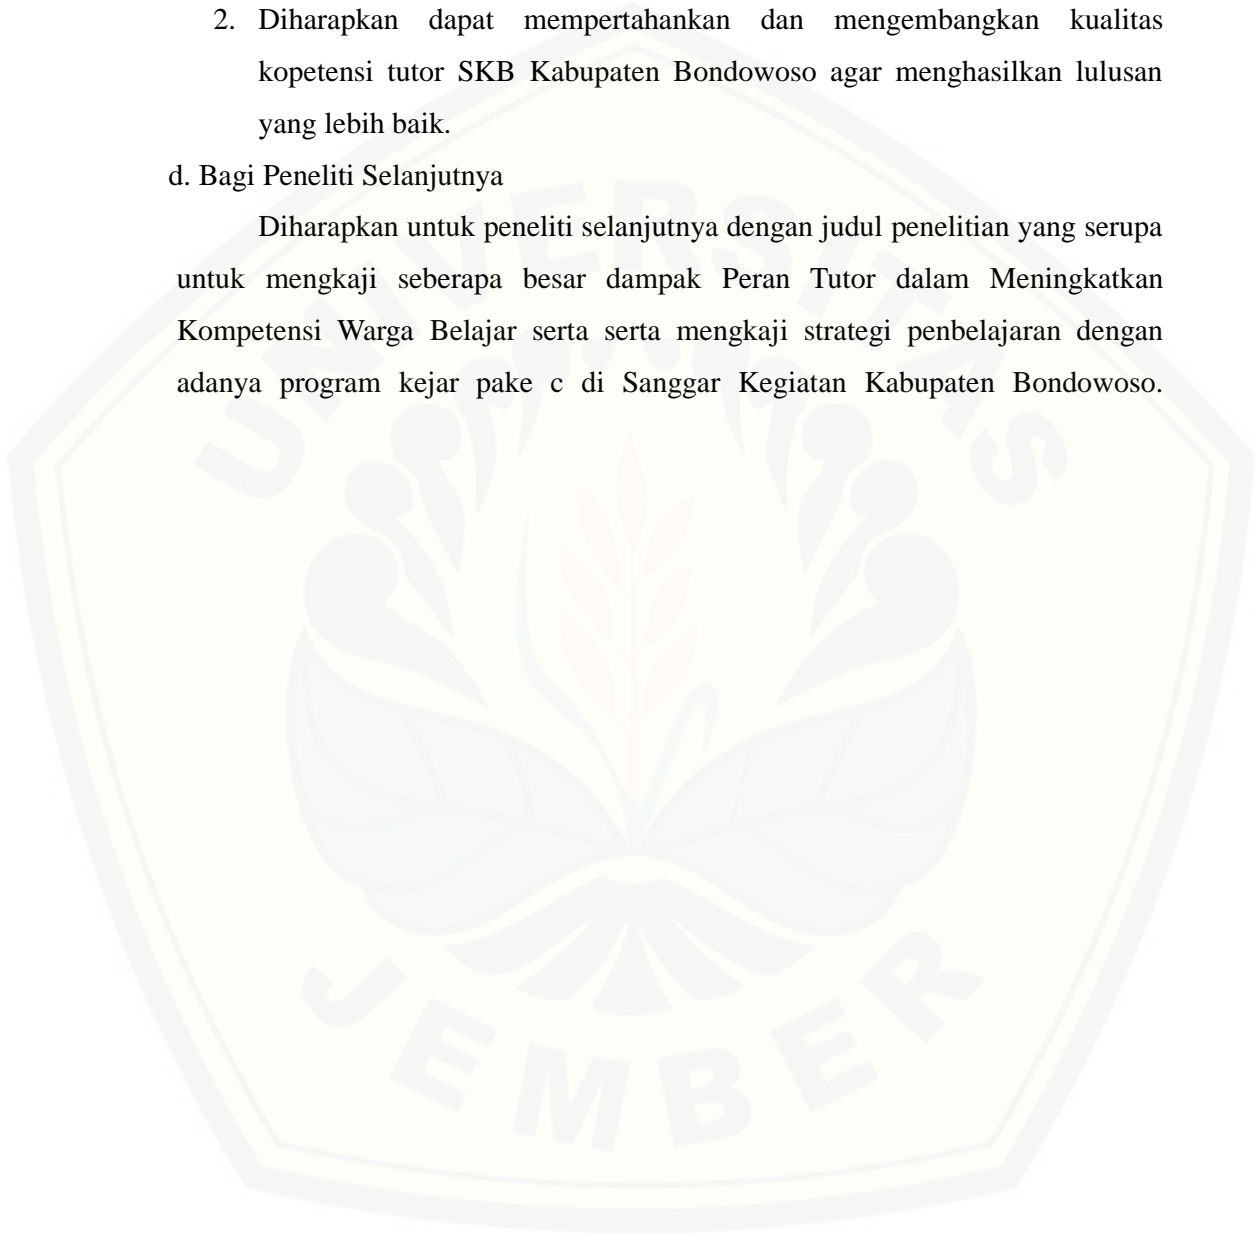 2. Diharapkan dapat mempertahankan dan mengembangkan kualitas
kopetensi tutor SKB Kabupaten Bondowoso agar menghasilkan lulusan
yang lebih baik.
d. Bagi Peneliti Selanjutnya
Diharapkan untuk peneliti selanjutnya dengan judul penelitian yang serupa
untuk mengkaji seberapa besar dampak Peran Tutor dalam Meningkatkan
Kompetensi Warga Belajar serta serta mengkaji strategi penbelajaran dengan
adanya program kejar pake c di Sanggar Kegiatan Kabupaten Bondowoso.
UNIVERSITAS
JEMBER